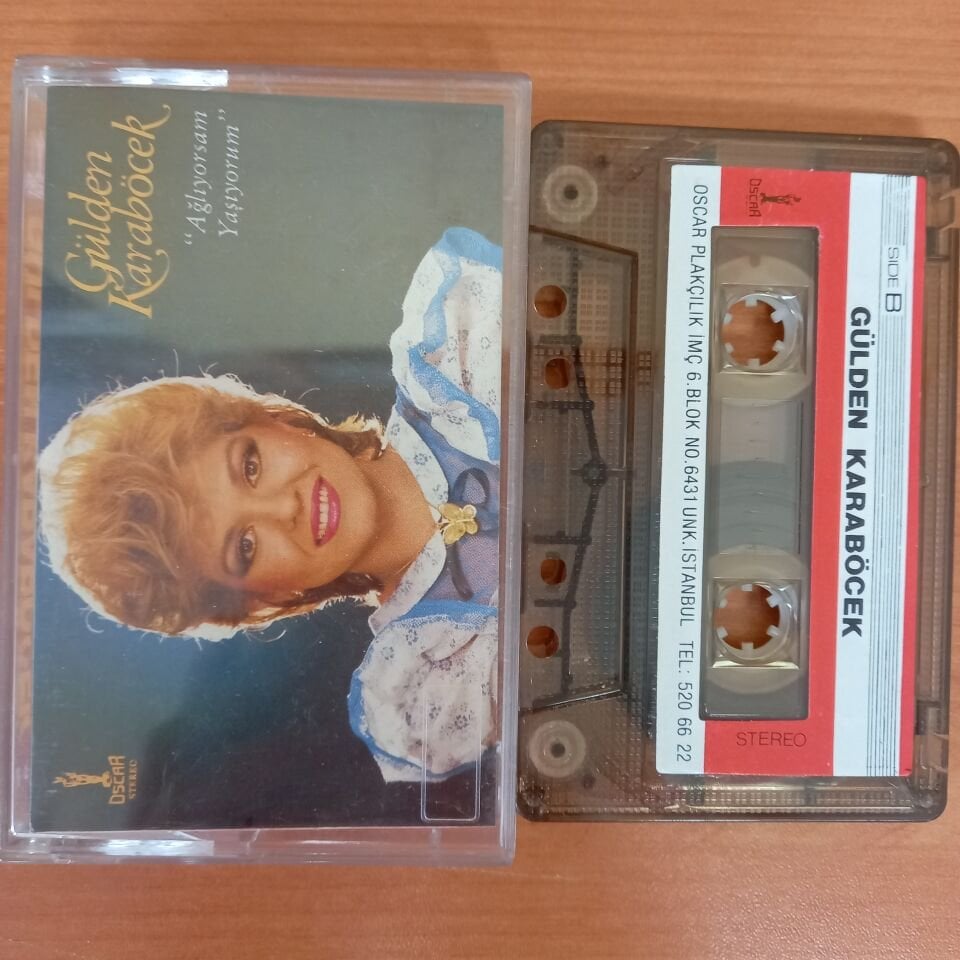 Gülden
Karaböcek
"Ağlıyorsam
Yaşıyorum"
OSCAR
STEREO
SIDE B
GÜLDEN KARABÖCEK
OSCAR
STEREO
OSCAR PLAKÇILIK İMÇ 6.BLOK NO.6431 UNK.İSTANBUL TEL: 520 66 22